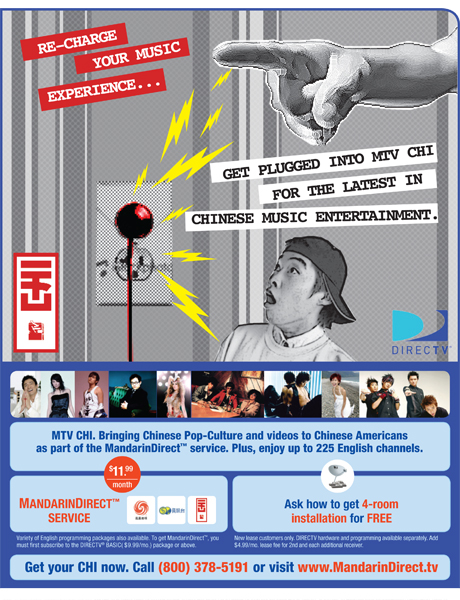 RE-CHARGE
YOUR MUSIC
EXPERIENCE...
GET PLUGGED INTO MTV CHI
FOR THE LATEST IN
CHINESE MUSIC ENTERTAINMENT.
CHI
DIRECTV
MTV CHI. Bringing Chinese Pop-Culture and videos to Chinese Americans
as part of the MandarinDirect™ service. Plus, enjoy up to 225 English channels.
$11.99
month
MANDARINDIRECT™
SERVICE
Ask how to get 4-room
installation for FREE
Variety of English programming packages also available. To get MandarinDirect™, you
must first subscribe to the DIRECTV® BASIC( $9.99/mo.) package or above.
New lease customers only. DIRECTV hardware and programming available separately. Add
$4.99/mo. lease fee for 2nd and each additional receiver.
Get your CHI now. Call (800) 378-5191 or visit www.MandarinDirect.tv